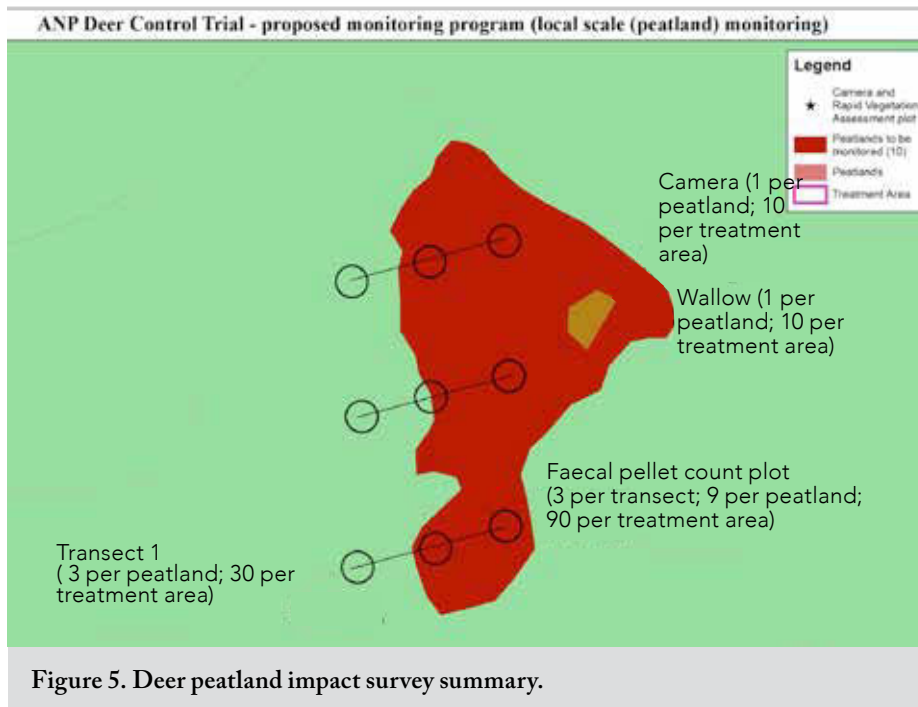 ANP Deer Control Trial - proposed monitoring program (local scale (peatland) monitoring)
Legend
Camera and
Rapid Vegetation
Assessment plot
Peatlands to be
monitored (10)
Peatlands
Treatment Area
Camera (1 per
peatland; 10
per treatment
area)
Wallow (1 per
peatland; 10 per
treatment area)
Faecal pellet count plot
(3 per transect; 9 per peatland;
90 per treatment area)
Transect 1
( 3 per peatland; 30 per
treatment area)
Figure 5. Deer peatland impact survey summary.